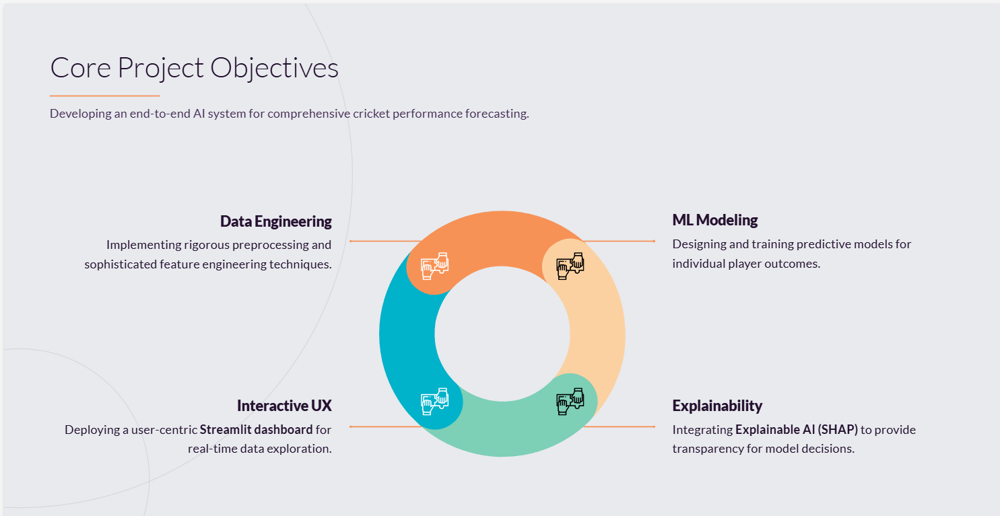 Core Project Objectives
Developing an end-to-end AI system for comprehensive cricket performance forecasting.
Data Engineering
Implementing rigorous preprocessing and
sophisticated feature engineering techniques.
ML Modeling
Designing and training predictive models for
individual player outcomes.
Interactive UX
Deploying a user-centric Streamlit dashboard for
real-time data exploration.
Explainability
Integrating Explainable AI (SHAP) to provide
transparency for model decisions.